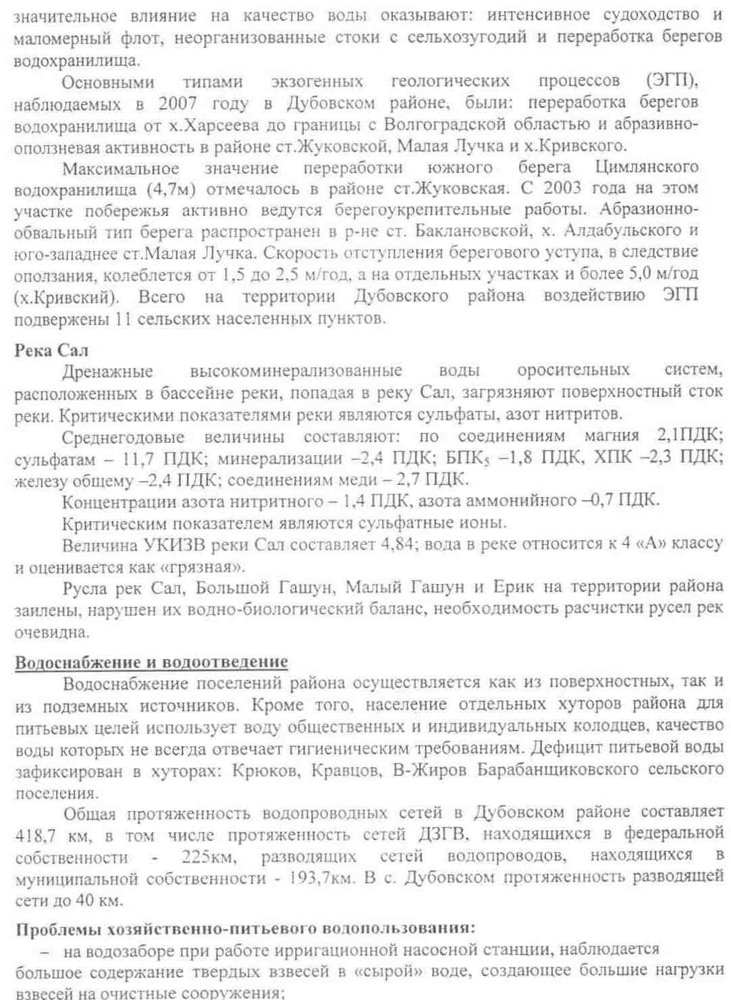 значительное влияние на качество воды оказывают: интенсивное судоходство и
маломерный флот, неорганизованные стоки с сельхозугодий и переработка берегов
водохранилища.
Основными типами экзогенных геологических процессов (ЭГП),
наблюдаемых в 2007 году в Дубовском районе, были: переработка берегов
водохранилища от х.Харсеева до границы с Волгоградской областью и абразивно-
оползневая активность в районе ст.Жуковской, Малая Лучка и х.Кривского.
Максимальное значение переработки южного берега Цимлянского
водохранилища (4,7м) отмечалось в районе ст.Жуковская. С 2003 года на этом
участке побережья активно ведутся берегоукрепительные работы. Абразионно-
обвальный тип берега распространен в р-не ст. Баклановской, х. Алдабульского и
юго-западнее ст.Малая Лучка. Скорость отступления берегового уступа, в следствие
оползания, колеблется от 1,5 до 2,5 м/год, а на отдельных участках и более 5,0 м/год
(х.Кривский). Всего на территории Дубовского района воздействию ЭГП
подвержены 11 сельских населенных пунктов.
Река Сал
Дренажные высокоминерализованные воды оросительных систем,
расположенных в бассейне реки, попадая в реку Сал, загрязняют поверхностный сток
реки. Критическими показателями реки являются сульфаты, азот нитритов.
Среднегодовые величины составляют: по соединениям магния 2,1ПДК;
сульфатам – 11,7 ПДК; минерализации –2,4 ПДК; БПК₅ –1,8 ПДК, ХПК –2,3 ПДК;
железу общему –2,4 ПДК; соединениям меди – 2,7 ПДК.
Концентрации азота нитритного – 1,4 ПДК, азота аммонийного –0,7 ПДК.
Критическим показателем являются сульфатные ионы.
Величина УКИЗВ реки Сал составляет 4,84; вода в реке относится к 4 «А» классу
и оценивается как «грязная».
Русла рек Сал, Большой Гашун, Малый Гашун и Ерик на территории района
заилены, нарушен их водно-биологический баланс, необходимость расчистки русел рек
очевидна.
Водоснабжение и водоотведение
Водоснабжение поселений района осуществляется как из поверхностных, так и
из подземных источников. Кроме того, население отдельных хуторов района для
питьевых целей использует воду общественных и индивидуальных колодцев, качество
воды которых не всегда отвечает гигиеническим требованиям. Дефицит питьевой воды
зафиксирован в хуторах: Крюков, Кравцов, В-Жиров Барабанщиковского сельского
поселения.
Общая протяженность водопроводных сетей в Дубовском районе составляет
418,7 км, в том числе протяженность сетей ДЗГВ, находящихся в федеральной
собственности - 225км, разводящих сетей водопроводов, находящихся в
муниципальной собственности - 193,7км. В с. Дубовском протяженность разводящей
сети до 40 км.
Проблемы хозяйственно-питьевого водопользования:
– на водозаборе при работе ирригационной насосной станции, наблюдается
большое содержание твердых взвесей в «сырой» воде, создающее большие нагрузки
взвесей на очистные сооружения;